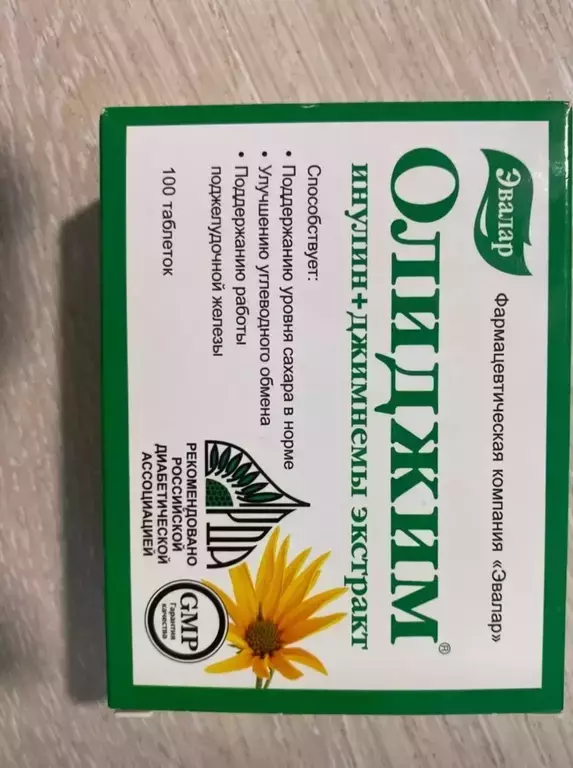 Эвалар
Фармацевтическая компания «Эвалар»
ОЛИДЖИМ®
инулин+джимнемы экстракт
Способствует:
• Поддержанию уровня сахара в норме
• Улучшению углеводного обмена
• Поддержанию работы
поджелудочной железы
100 таблеток
РДА
РЕКОМЕНДОВАНО
РОССИЙСКОЙ
ДИАБЕТИЧЕСКОЙ
АССОЦИАЦИЕЙ
GMP
Гарантия
качества